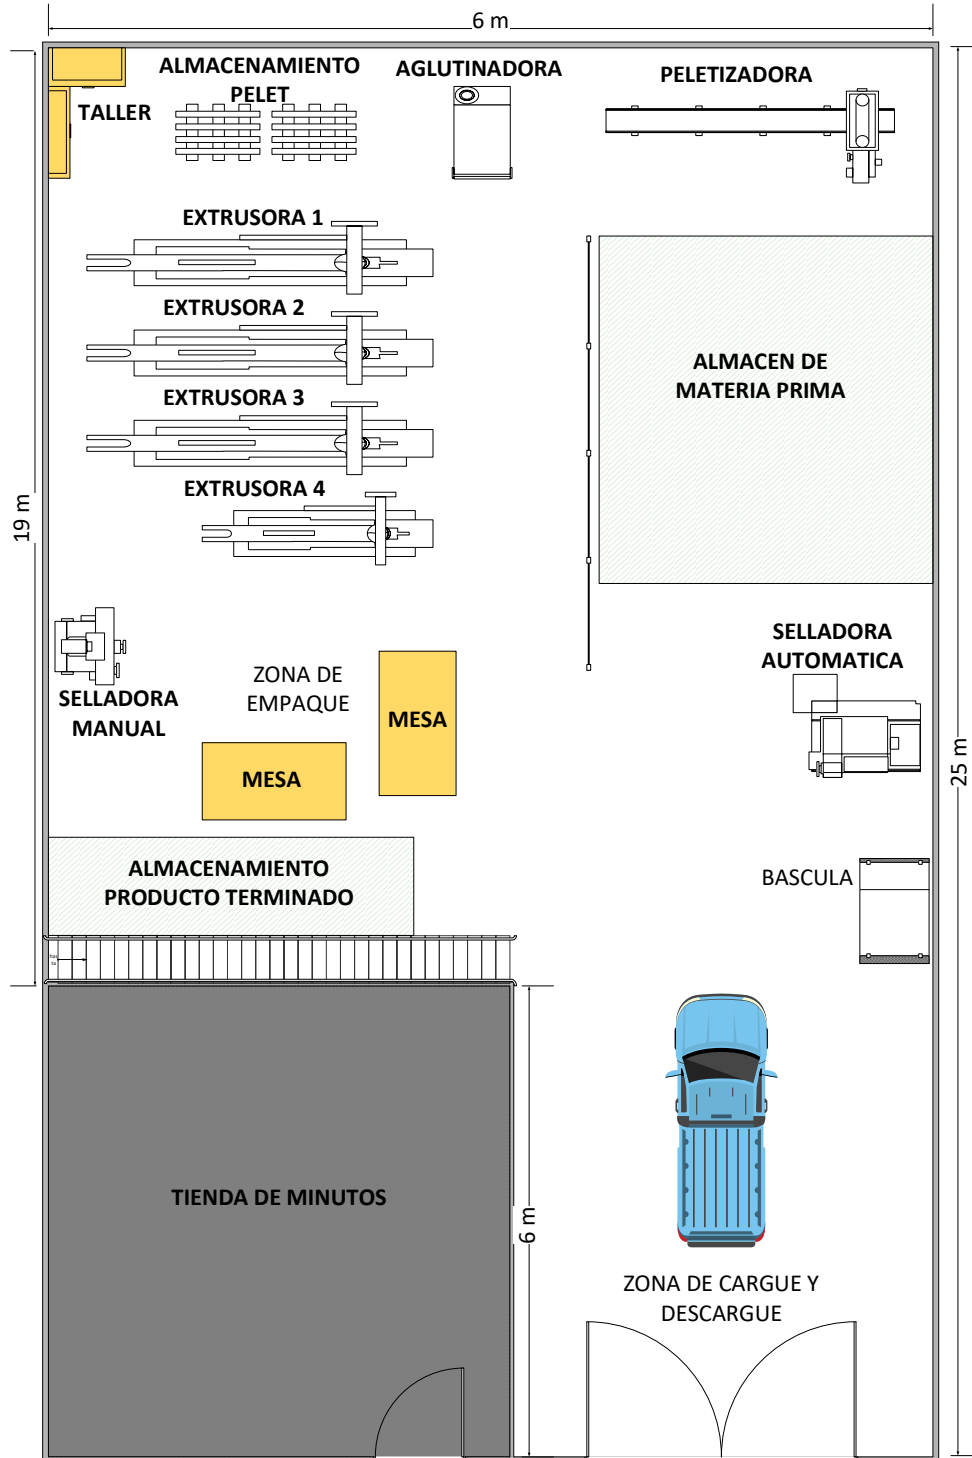 6 m
ALMACENAMIENTO
PELET
AGLUTINADORA
PELETIZADORA
TALLER
EXTRUSORA 1
EXTRUSORA 2
EXTRUSORA 3
EXTRUSORA 4
ALMACEN DE
MATERIA PRIMA
19 m
SELLADORA
AUTOMATICA
ZONA DE
EMPAQUE
SELLADORA
MANUAL
MESA
MESA
25 m
ALMACENAMIENTO
PRODUCTO TERMINADO
BASCULA
TIENDA DE MINUTOS
6 m
ZONA DE CARGUE Y
DESCARGUE